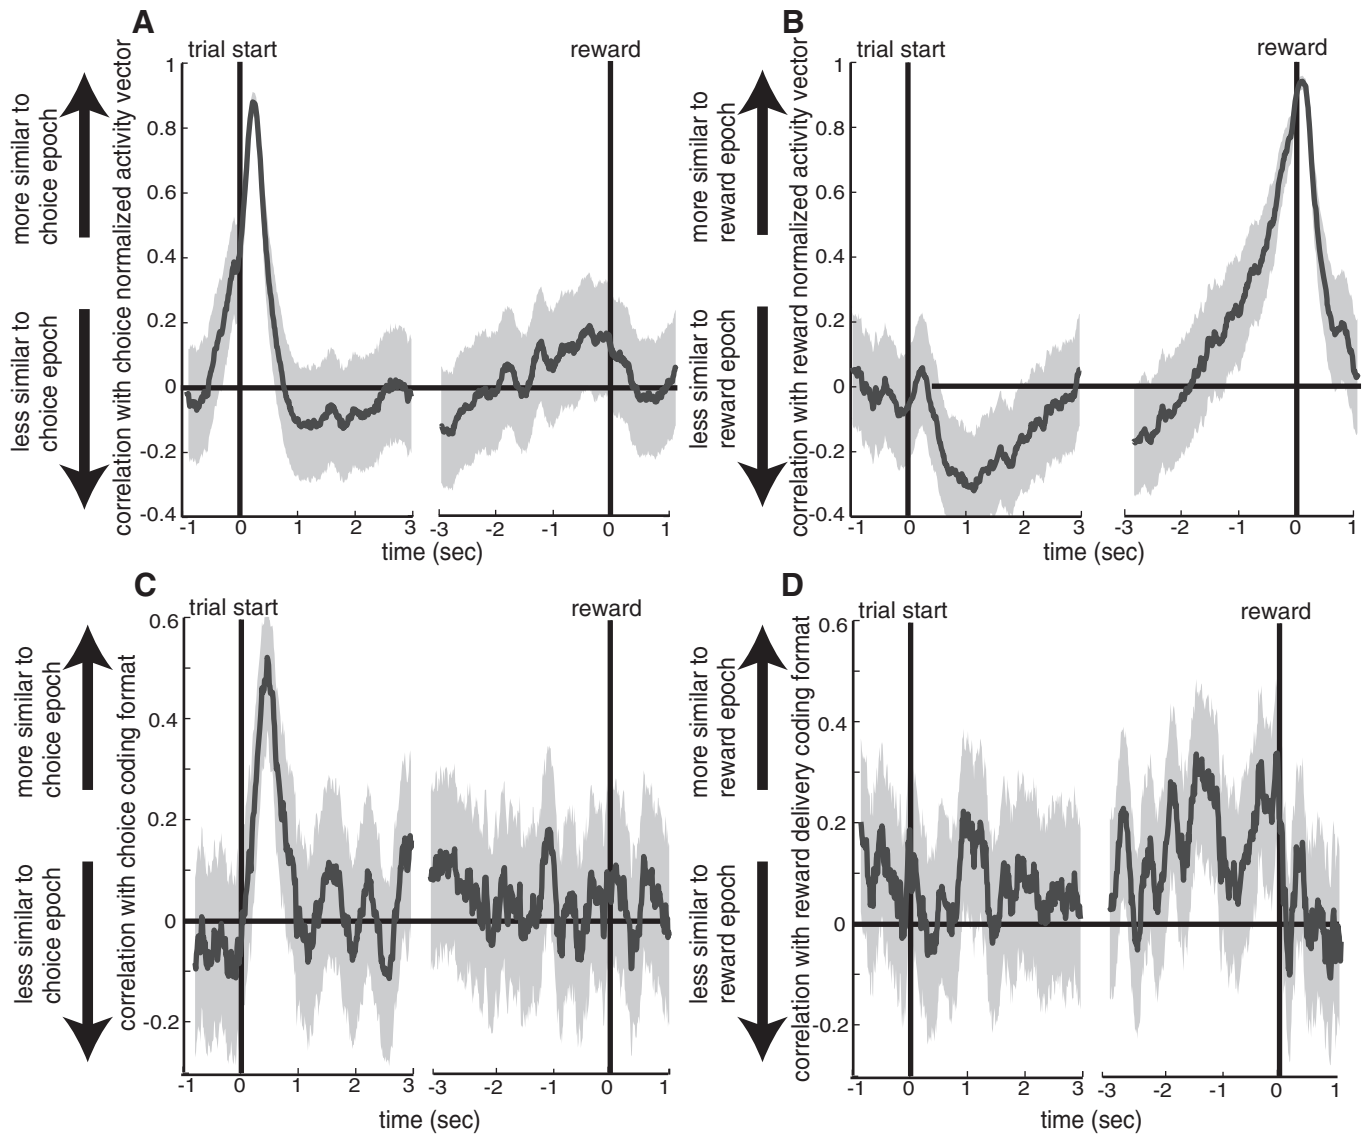 A
trial start
reward
more similar to
choice epoch
less similar to
choice epoch
correlation with choice normalized activity vector
1
0.8
0.6
0.4
0.2
0
-0.2
-0.4
-1 0 1 2 3 -3 -2 -1 0 1
time (sec)
B
trial start
reward
more similar to
reward epoch
less similar to
reward epoch
correlation with reward normalized activity vector
1
0.8
0.6
0.4
0.2
0
-0.2
-0.4
-1 0 1 2 3 -3 -2 -1 0 1
time (sec)
C
trial start
reward
more similar to
choice epoch
less similar to
choice epoch
correlation with choice coding format
0.6
0.4
0.2
0
-0.2
-1 0 1 2 3 -3 -2 -1 0 1
time (sec)
D
trial start
reward
more similar to
reward epoch
less similar to
reward epoch
correlation with reward delivery coding format
0.6
0.4
0.2
0
-0.2
-1 0 1 2 3 -3 -2 -1 0 1
time (sec)